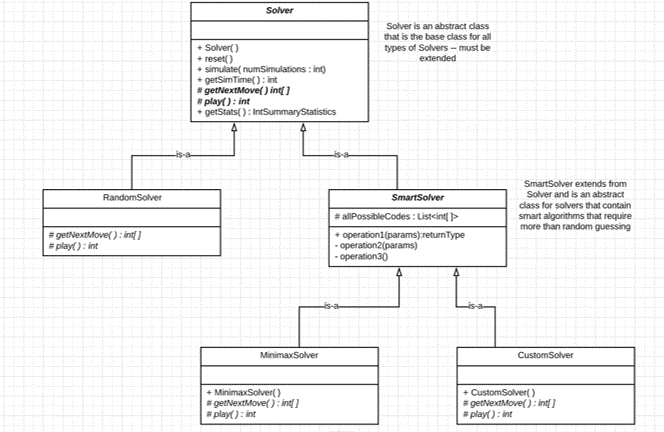 Solver
+ Solver( )
+ reset( )
+ simulate( numSimulations : int)
+ getSimTime( ) : int
# getNextMove( ) int[ ]
# play( ) : int
+ getStats( ) : IntSummaryStatistics
Solver is an abstract class
that is the base class for all
types of Solvers -- must be
extended
is-a
is-a
RandomSolver
# getNextMove( ) : int[ ]
# play( ) : int
SmartSolver
# allPossibleCodes : List<int[ ]>
+ operation1(params):returnType
- operation2(params)
- operation3()
SmartSolver extends from
Solver and is an abstract
class for solvers that contain
smart algorithms that require
more than random guessing
is-a
is-a
MinimaxSolver
+ MinimaxSolver( )
# getNextMove( ) : int[ ]
# play( ) : int
CustomSolver
+ CustomSolver( )
# getNextMove( ) : int[ ]
# play( ) : int